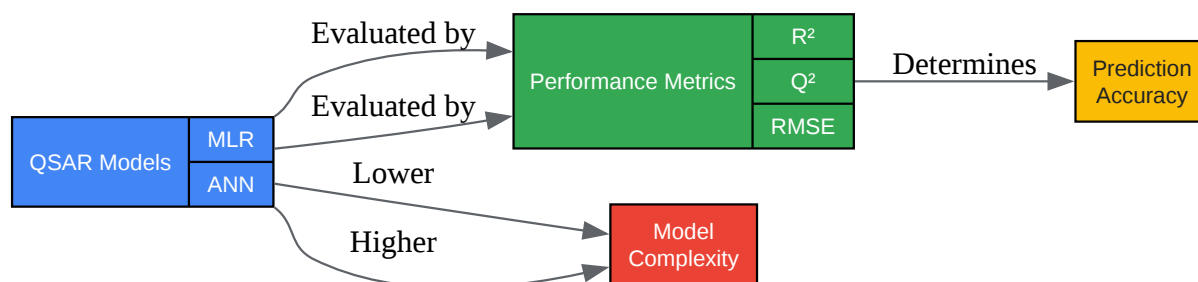 Evaluated by
Evaluated by
QSAR Models
MLR
ANN
Lower
Higher
Performance Metrics
R²
Q²
RMSE
Determines
Prediction
Accuracy
Model
Complexity